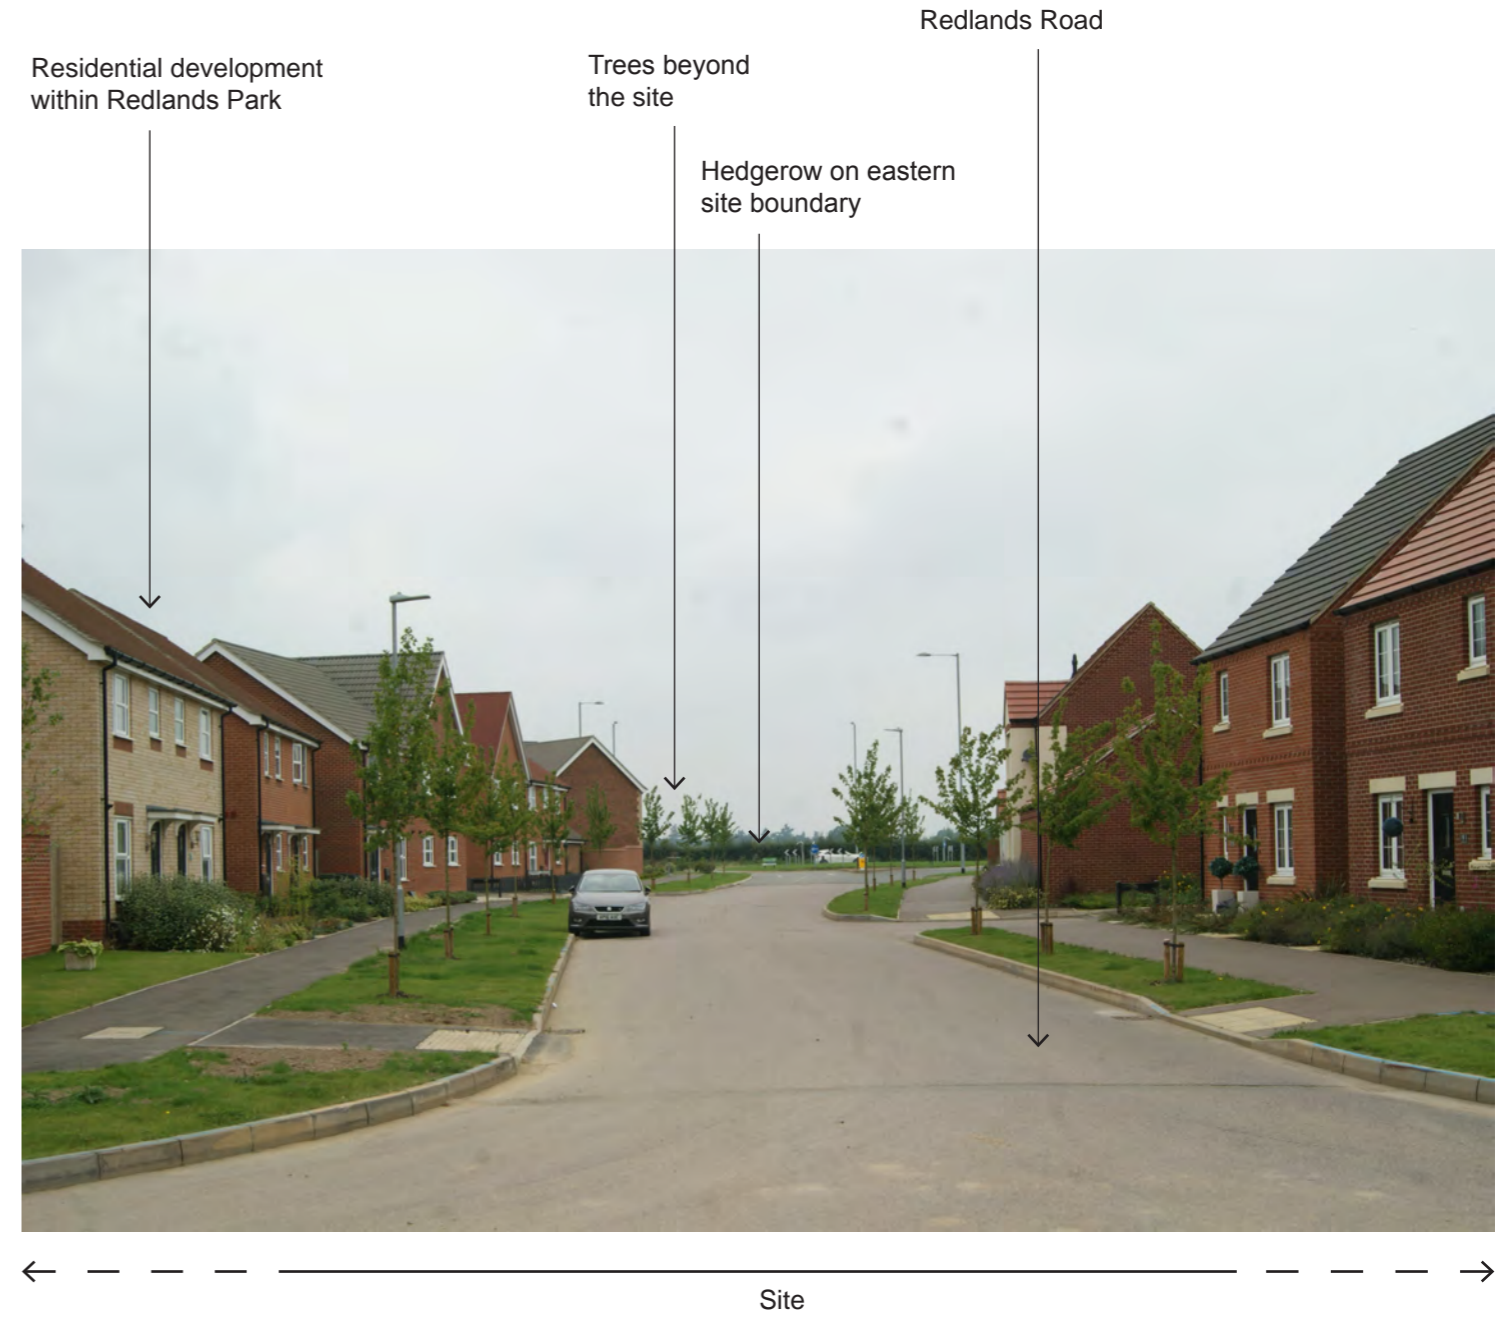 Redlands Road
Residential development
within Redlands Park
Trees beyond
the site
Hedgerow on eastern
site boundary
Site